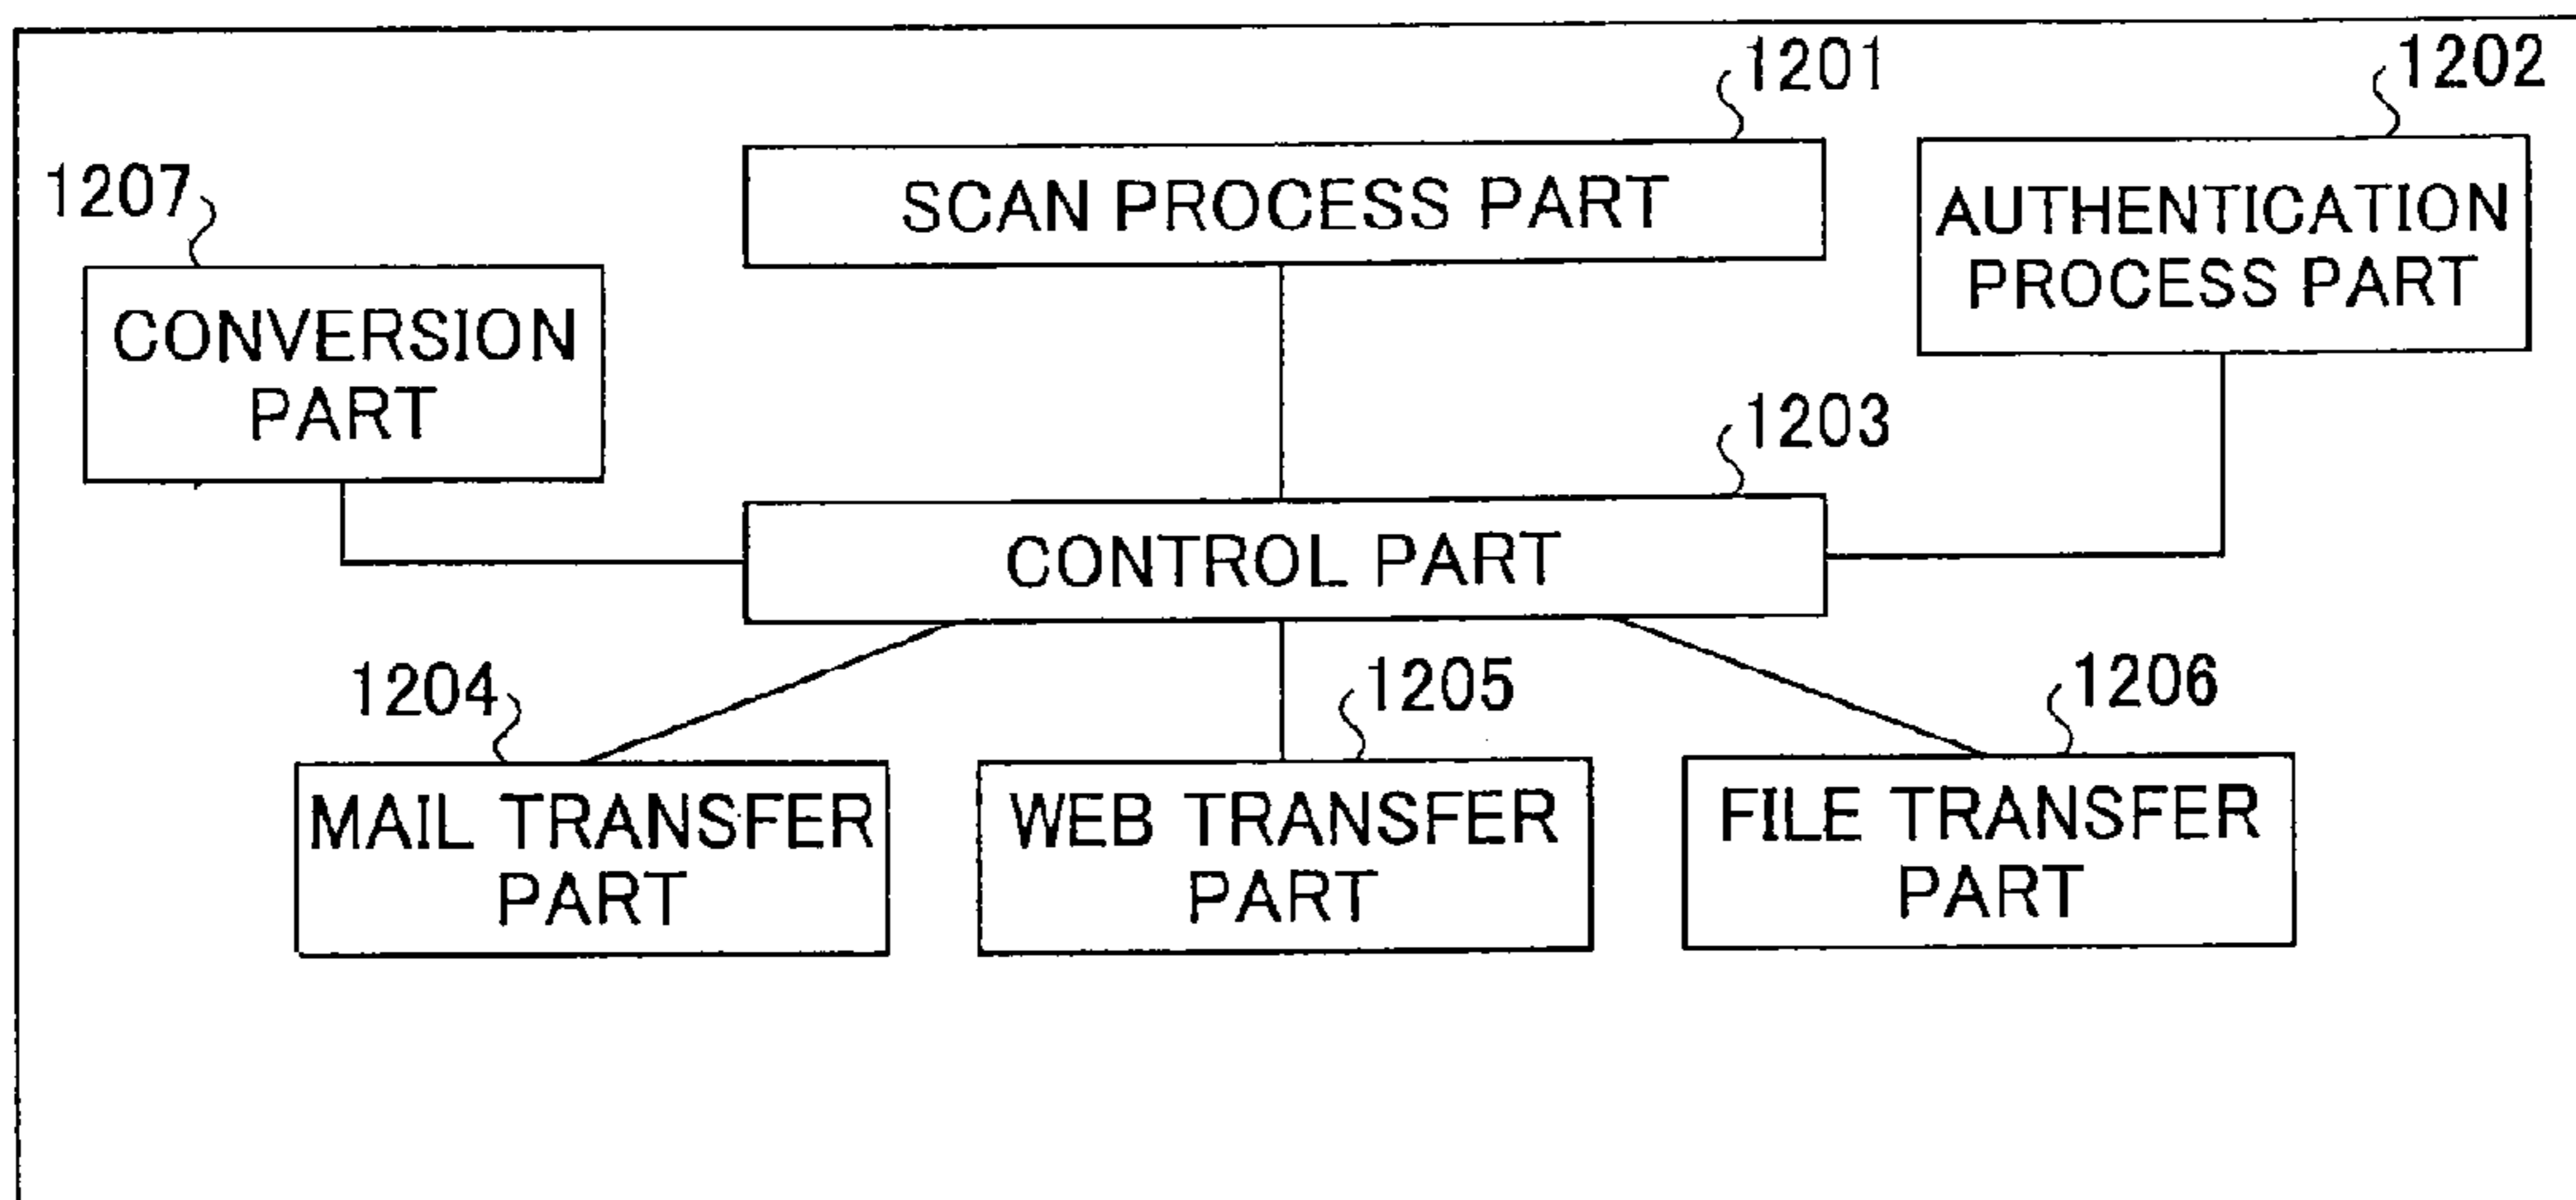 1201
1202
1207
SCAN PROCESS PART
AUTHENTICATION
PROCESS PART
CONVERSION
PART
1203
CONTROL PART
1204
1205
1206
MAIL TRANSFER
PART
WEB TRANSFER
PART
FILE TRANSFER
PART